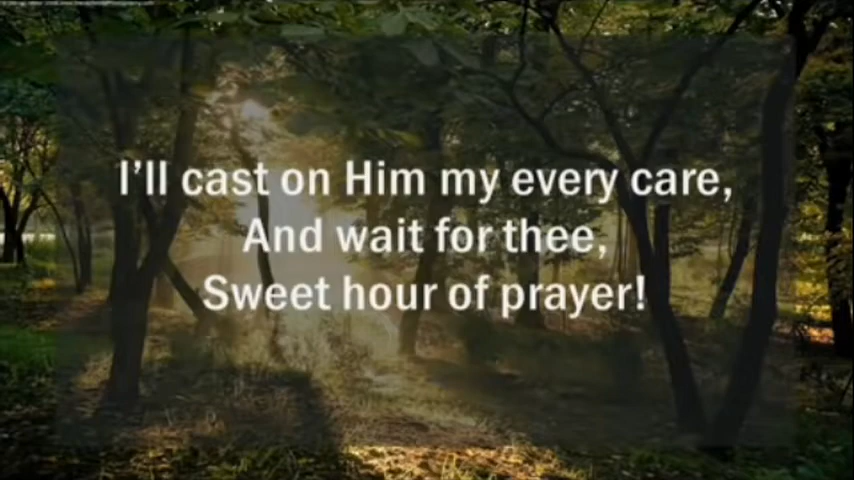 I'll cast on Him my every care,
And wait for thee,
Sweet hour of prayer!